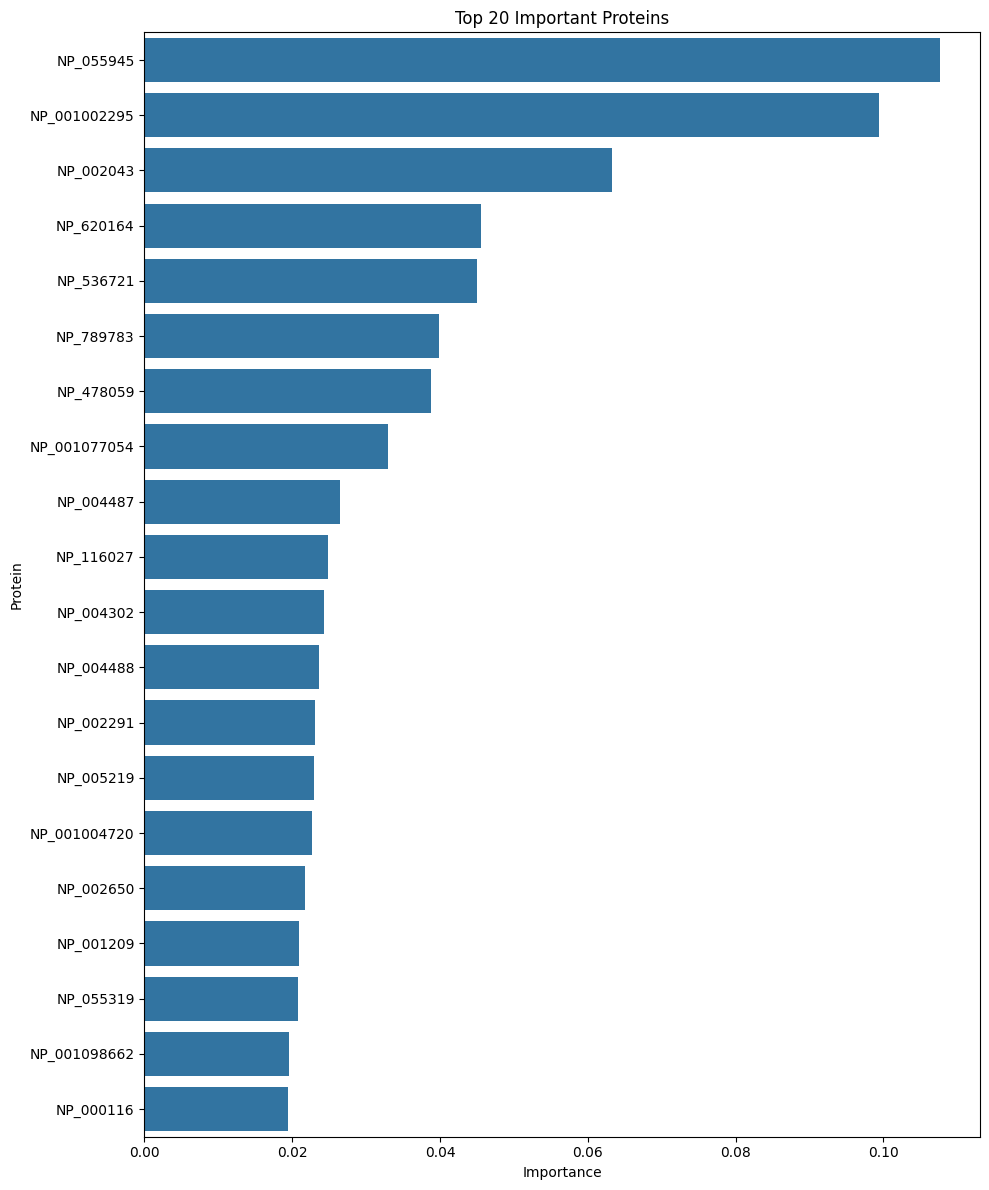 Top 20 Important Proteins
NP_055945
NP_001002295
NP_002043
NP_620164
NP_536721
NP_789783
NP_478059
NP_001077054
NP_004487
NP_116027
NP_004302
NP_004488
NP_002291
NP_005219
NP_001004720
NP_002650
NP_001209
NP_055319
NP_001098662
NP_000116
Protein
0.00 0.02 0.04 0.06 0.08 0.10
Importance